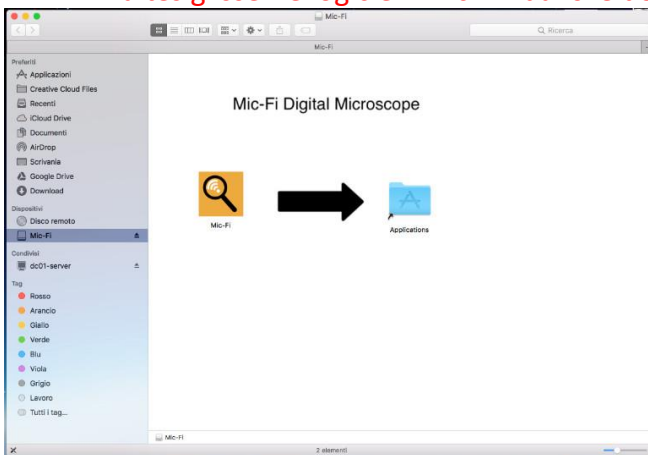 Mic-Fi
Ricerca
Mic-Fi
Preferiti
Applicazioni
Creative Cloud Files
Recenti
iCloud Drive
Documenti
AirDrop
Scrivania
Google Drive
Download
Dispositivi
Disco remoto
Mic-Fi
Condivisi
dc01-server
Tag
Rosso
Arancio
Giallo
Verde
Blu
Viola
Grigio
Lavoro
Tutti i tag...
Mic-Fi Digital Microscope
Mic-Fi
Applications
Mic-Fi
2 elementi